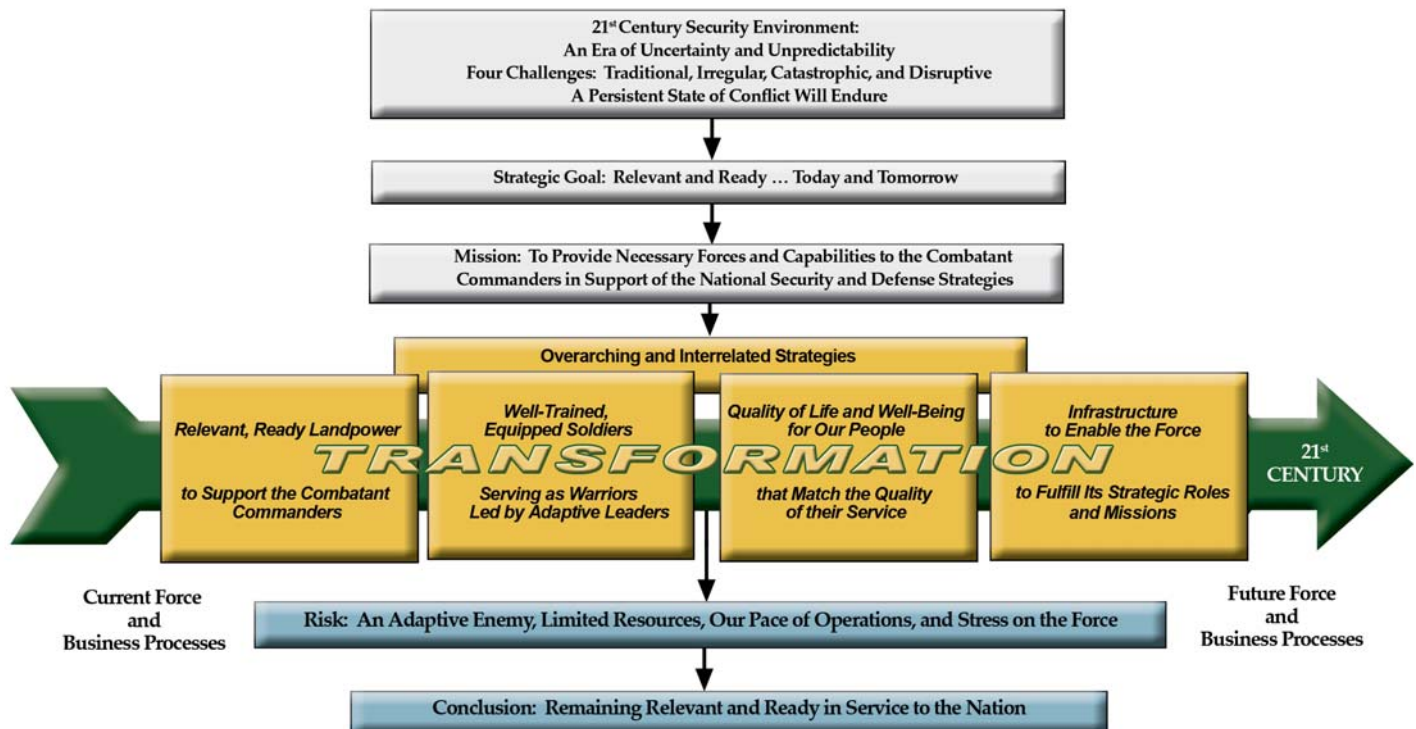 21st Century Security Environment:
An Era of Uncertainty and Unpredictability
Four Challenges: Traditional, Irregular, Catastrophic, and Disruptive
A Persistent State of Conflict Will Endure
Strategic Goal: Relevant and Ready … Today and Tomorrow
Mission: To Provide Necessary Forces and Capabilities to the Combatant
Commanders in Support of the National Security and Defense Strategies
Overarching and Interrelated Strategies
Relevant, Ready Landpower
to Support the Combatant
Commanders
Well-Trained,
Equipped Soldiers
Serving as Warriors
Led by Adaptive Leaders
Quality of Life and Well-Being
for Our People
that Match the Quality
of their Service
Infrastructure
to Enable the Force
to Fulfill Its Strategic Roles
and Missions
TRANSFORMATION
21st
CENTURY
Current Force
and
Business Processes
Future Force
and
Business Processes
Risk: An Adaptive Enemy, Limited Resources, Our Pace of Operations, and Stress on the Force
Conclusion: Remaining Relevant and Ready in Service to the Nation